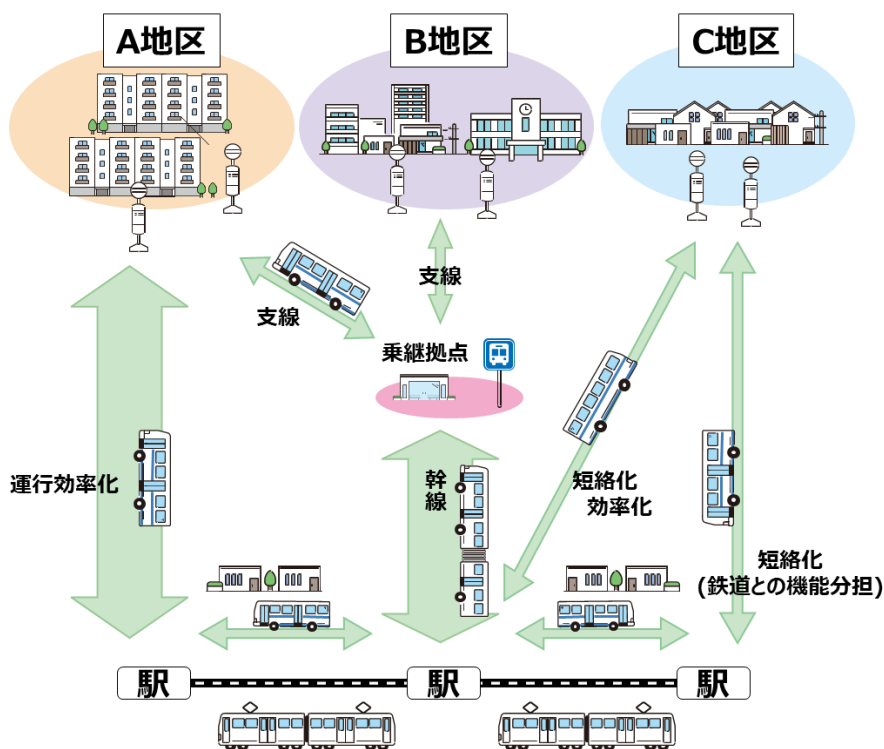 A地区
B地区
C地区
支線
支線
乗継拠点
運行効率化
幹線
短絡化
効率化
短絡化
(鉄道との機能分担)
駅
駅
駅